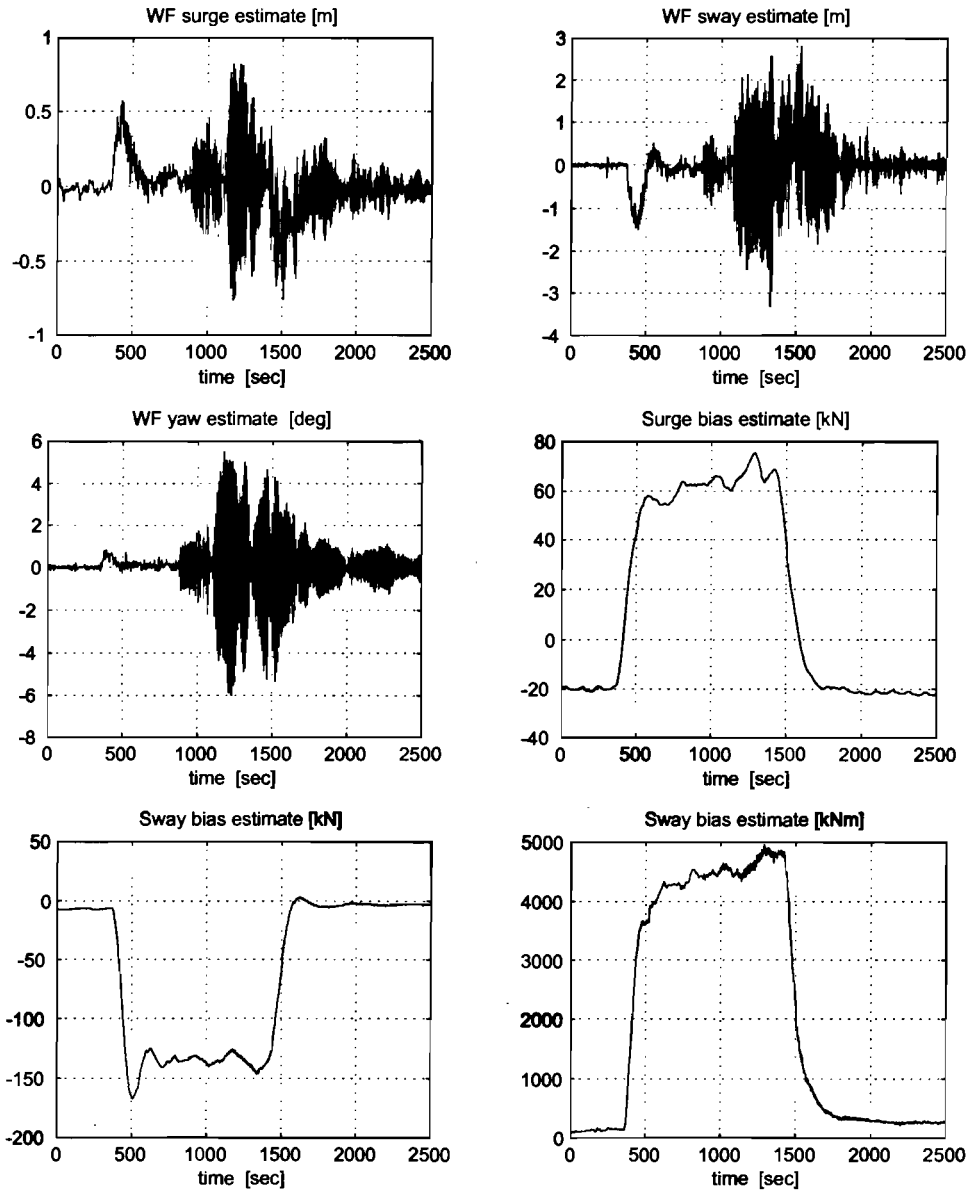 WF surge estimate [m]
1
0.5
0
-0.5
-1
0 500 1000 1500 2000 2500
time [sec]
WF sway estimate [m]
3
2
1
0
-1
-2
-3
-4
0 500 1000 1500 2000 2500
time [sec]
WF yaw estimate [deg]
6
4
2
0
-2
-4
-6
-8
0 500 1000 1500 2000 2500
time [sec]
Surge bias estimate [kN]
80
60
40
20
0
-20
-40
0 500 1000 1500 2000 2500
time [sec]
Sway bias estimate [kN]
50
0
-50
-100
-150
-200
0 500 1000 1500 2000 2500
time [sec]
Sway bias estimate [kNm]
5000
4000
3000
2000
1000
0
0 500 1000 1500 2000 2500
time [sec]